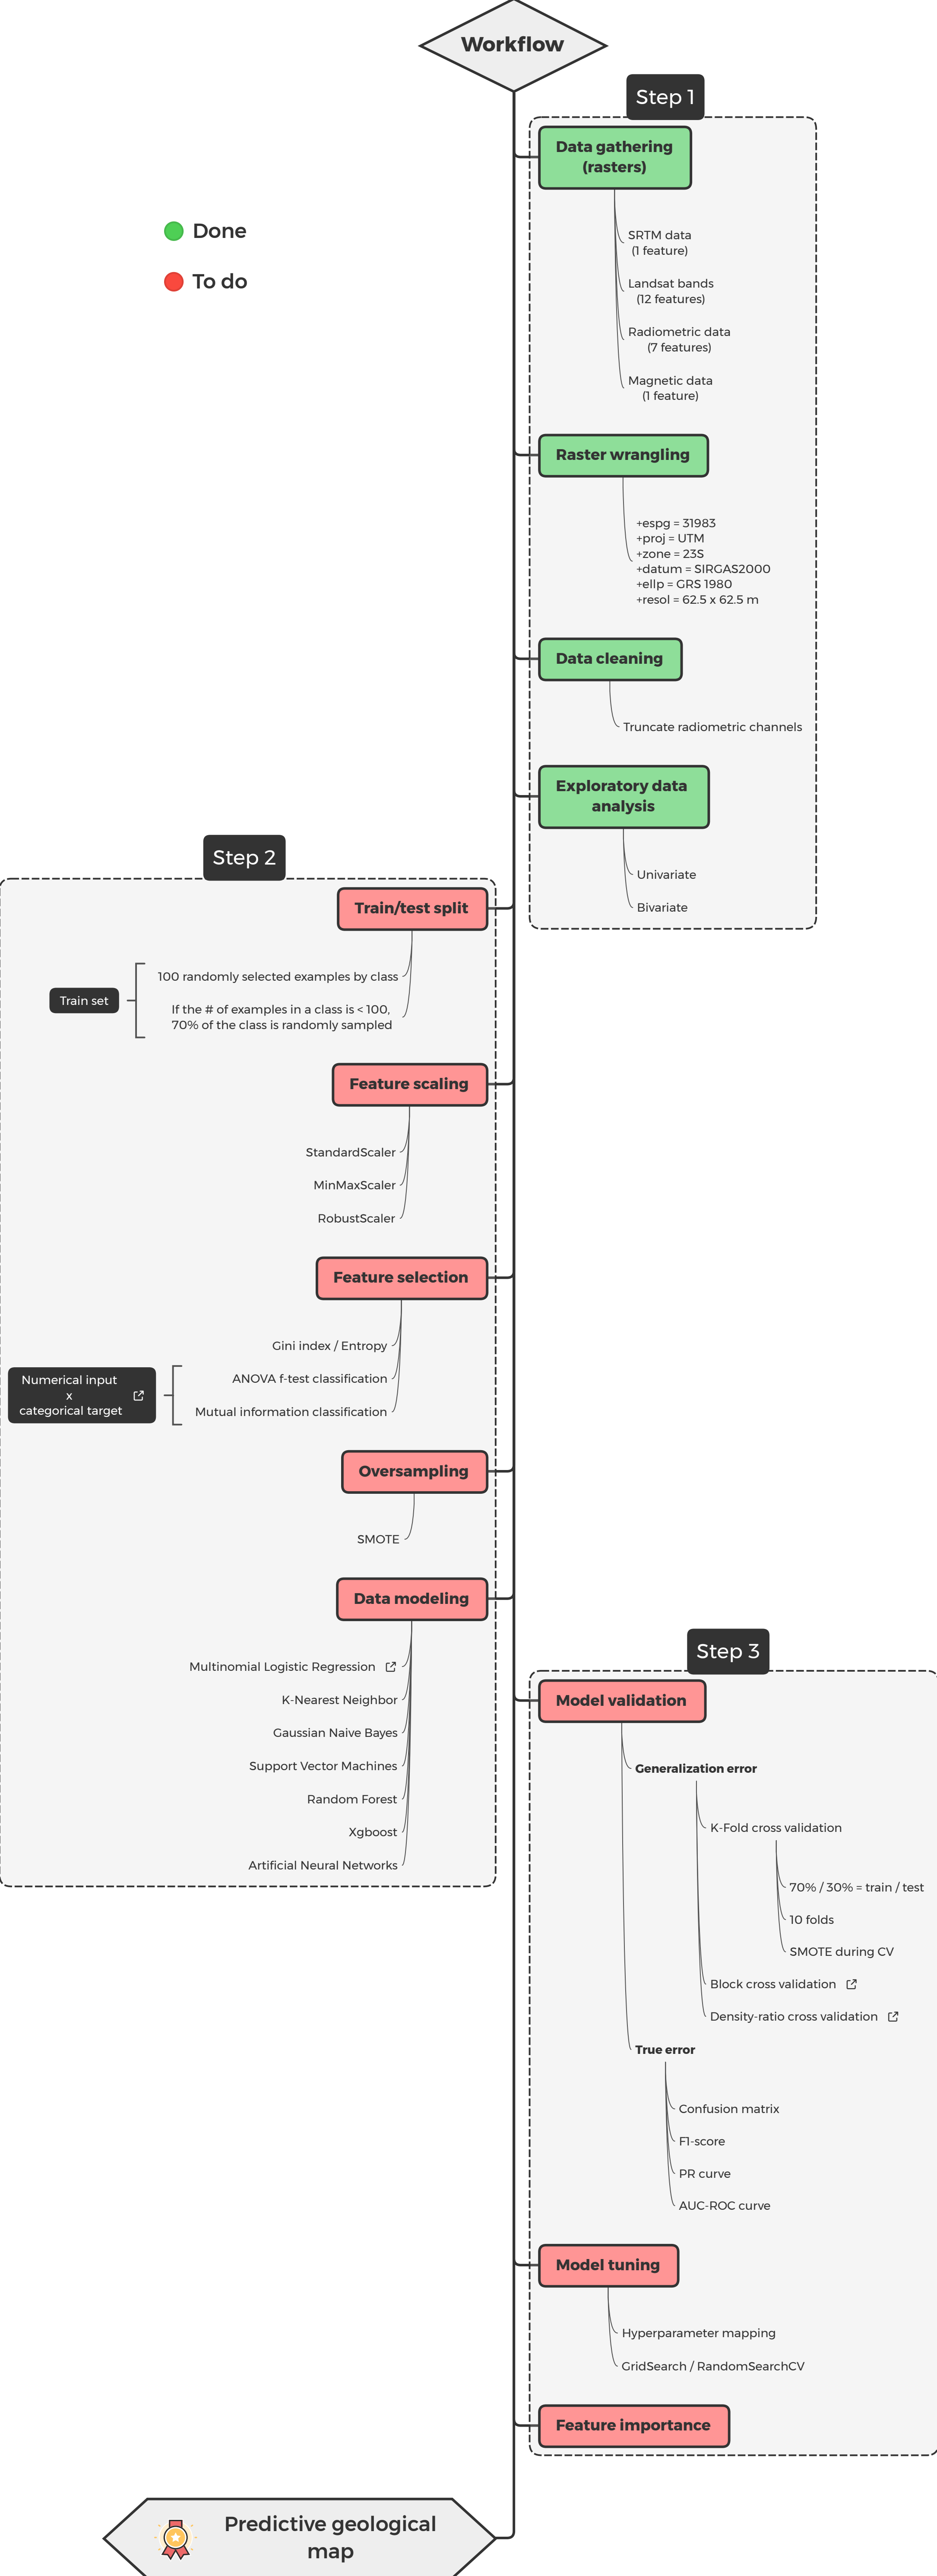 Workflow
Step 1
Data gathering
(rasters)
Done
To do
SRTM data
(1 feature)
Landsat bands
(12 features)
Radiometric data
(7 features)
Magnetic data
(1 feature)
Raster wrangling
+espg = 31983
+proj = UTM
+zone = 23S
+datum = SIRGAS2000
+ellp = GRS 1980
+resol = 62.5 x 62.5 m
Data cleaning
Truncate radiometric channels
Exploratory data
analysis
Univariate
Bivariate
Step 2
Train/test split
100 randomly selected examples by class
Train set
If the # of examples in a class is < 100,
70% of the class is randomly sampled
Feature scaling
StandardScaler
MinMaxScaler
RobustScaler
Feature selection
Gini index / Entropy
ANOVA f-test classification
Mutual information classification
Numerical input
x
categorical target
Oversampling
SMOTE
Data modeling
Multinomial Logistic Regression
K-Nearest Neighbor
Gaussian Naive Bayes
Support Vector Machines
Random Forest
Xgboost
Artificial Neural Networks
Step 3
Model validation
Generalization error
K-Fold cross validation
70% / 30% = train / test
10 folds
SMOTE during CV
Block cross validation
Density-ratio cross validation
True error
Confusion matrix
F1-score
PR curve
AUC-ROC curve
Model tuning
Hyperparameter mapping
GridSearch / RandomSearchCV
Feature importance
Predictive geological
map